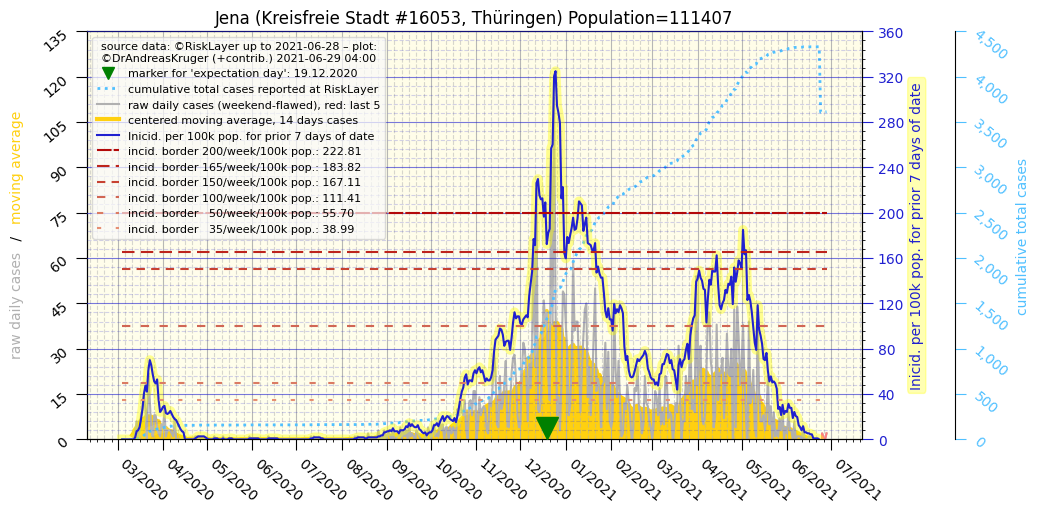 Jena (Kreisfreie Stadt #16053, Thüringen) Population=111407
source data: ©RiskLayer up to 2021-06-28 – plot:
©DrAndreasKruger (+contrib.) 2021-06-29 04:00
marker for 'expectation day': 19.12.2020
cumulative total cases reported at RiskLayer
raw daily cases (weekend-flawed), red: last 5
centered moving average, 14 days cases
Inicid. per 100k pop. for prior 7 days of date
incid. border 200/week/100k pop.: 222.81
incid. border 165/week/100k pop.: 183.82
incid. border 150/week/100k pop.: 167.11
incid. border 100/week/100k pop.: 111.41
incid. border 50/week/100k pop.: 55.70
incid. border 35/week/100k pop.: 38.99
raw daily cases / moving average
135
120
105
90
75
60
45
30
15
0
03/2020
04/2020
05/2020
06/2020
07/2020
08/2020
09/2020
10/2020
11/2020
12/2020
01/2021
02/2021
03/2021
04/2021
05/2021
06/2021
07/2021
360
320
280
240
200
160
120
80
40
0
Inicid. per 100k pop. for prior 7 days of date
4,500
4,000
3,500
3,000
2,500
2,000
1,500
1,000
500
0
cumulative total cases